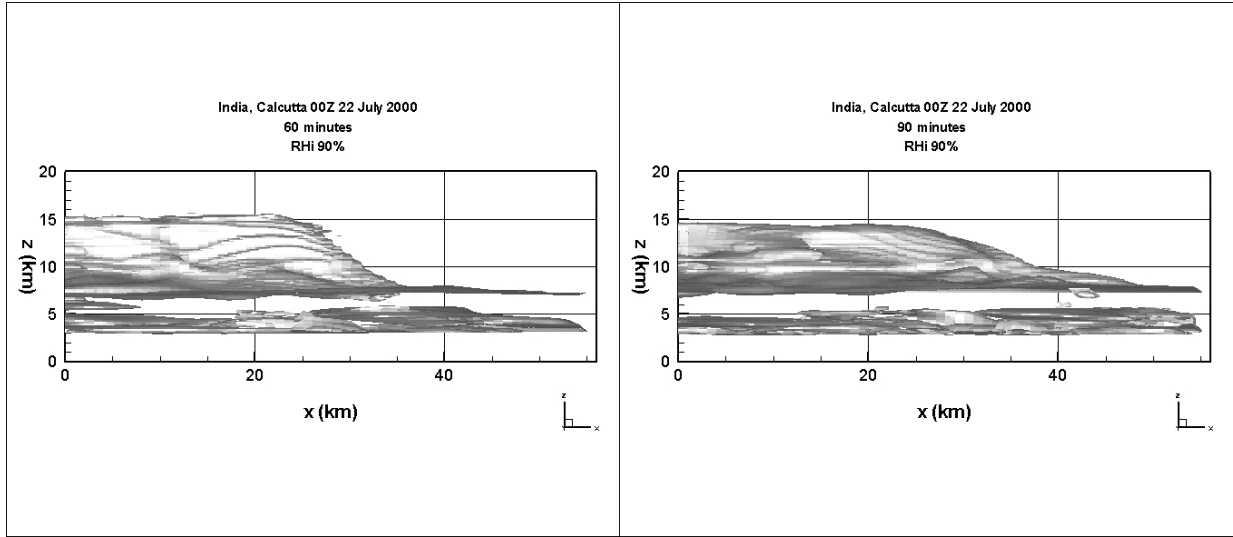 India, Calcutta 00Z 22 July 2000
60 minutes
RHi 90%
20
15
10
5
0
z (km)
0
20
40
x (km)
z
Y
x
India, Calcutta 00Z 22 July 2000
90 minutes
RHi 90%
20
15
10
5
0
z (km)
0
20
40
x (km)
z
Y
x